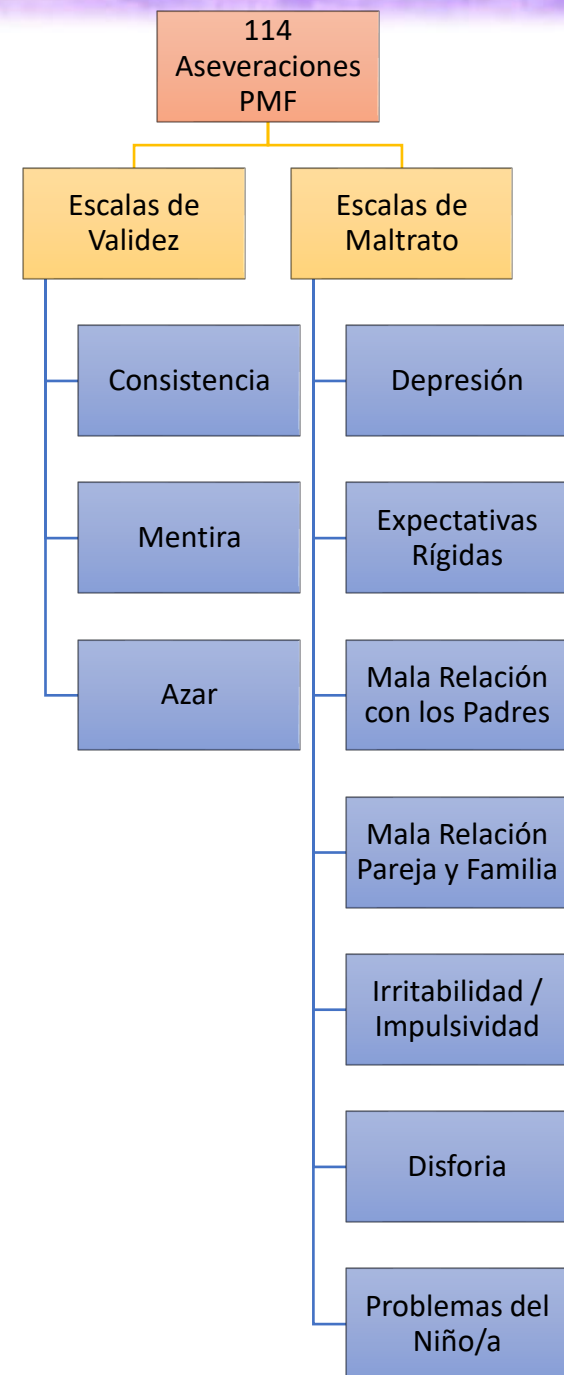 114
Aseveraciones
PMF
Escalas de
Validez
Consistencia
Mentira
Azar
Escalas de
Maltrato
Depresión
Expectativas
Rígidas
Mala Relación
con los Padres
Mala Relación
Pareja y Familia
Irritabilidad /
Impulsividad
Disforia
Problemas del
Niño/a